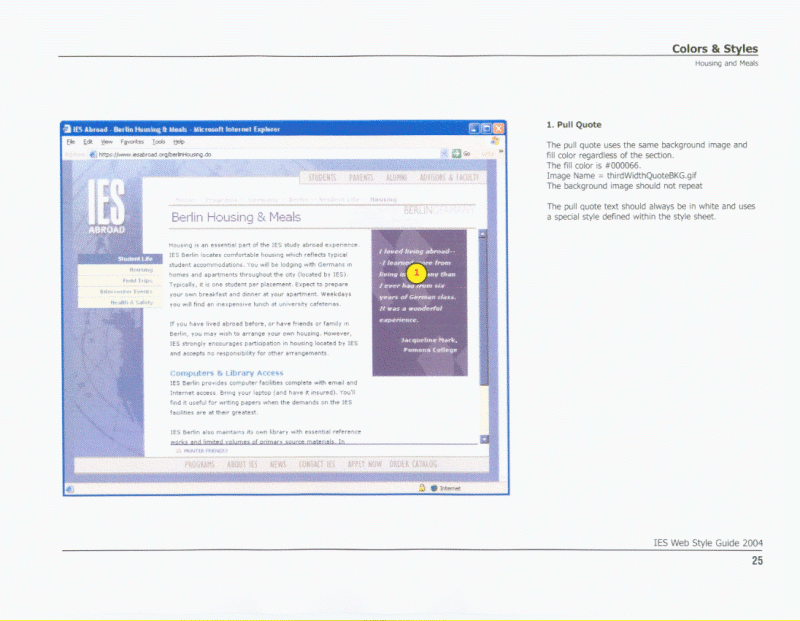 Colors & Styles
Housing and Meals
IES Abroad - Berlin Housing & Meals - Microsoft Internet Explorer
File Edit View Favorites Tools Help
https://www.iesabroad.org/berlinHousing.do
Go
STUDENTS PARENTS ALUMNI ADVISORS & FACULTY
IES
ABROAD
Housing
BERLIN GERMANY
Berlin Housing & Meals
Student Life
Housing
Field Trips
Health & Safety
Housing is an essential part of the IES study abroad experience.
IES Berlin locates comfortable housing which reflects typical
student accommodations. You will be lodging with Germans in
homes and apartments throughout the city (located by IES).
Typically, it is one student per placement. Expect to prepare
your own breakfast and dinner at your apartment. Weekdays
you will find an inexpensive lunch at university cafeterias.
If you have lived abroad before, or have friends or family in
Berlin, you may wish to arrange your own housing. However,
IES strongly encourages participation in housing located by IES
and accepts no responsibility for other arrangements.
Computers & Library Access
IES Berlin provides computer facilities complete with email and
Internet access. Bring your laptop (and have it insured). You'll
find it useful for writing papers when the demands on the IES
facilities are at their greatest.
IES Berlin also maintains its own library with essential reference
works and limited volumes of primary source materials. In
I loved living abroad—
I learned more from
living in than
I ever had from six
years of German class.
It was a wonderful
experience.
Jacqueline Mark,
Pomona College
1
PRINTER FRIENDLY
PROGRAMS ABOUT IES NEWS CONTACT IES APPLY NOW ORDER CATALOG
Internet
1. Pull Quote
The pull quote uses the same background image and
fill color regardless of the section.
The fill color is #000066.
Image Name = thirdWidthQuoteBKG.gif
The background image should not repeat
The pull quote text should always be in white and uses
a special style defined within the style sheet.
IES Web Style Guide 2004
25